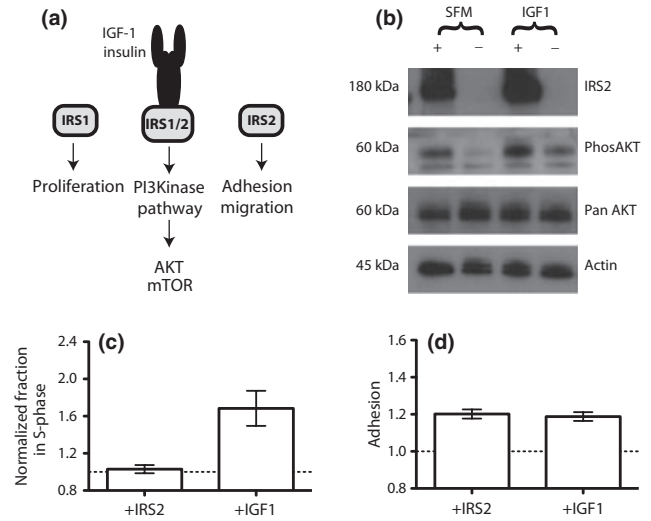 (a)
IGF-1
insulin
IRS1
IRS1/2
IRS2
Proliferation
PI3Kinase
pathway
Adhesion
migration
AKT
mTOR
(b)
SFM
IGF1
+
–
+
–
180 kDa
IRS2
60 kDa
PhosAKT
60 kDa
Pan AKT
45 kDa
Actin
(c)
Normalized fraction
in S-phase
2.4
2.0
1.6
1.2
0.8
+IRS2
+IGF1
(d)
Adhesion
1.6
1.4
1.2
1.0
0.8
+IRS2
+IGF1